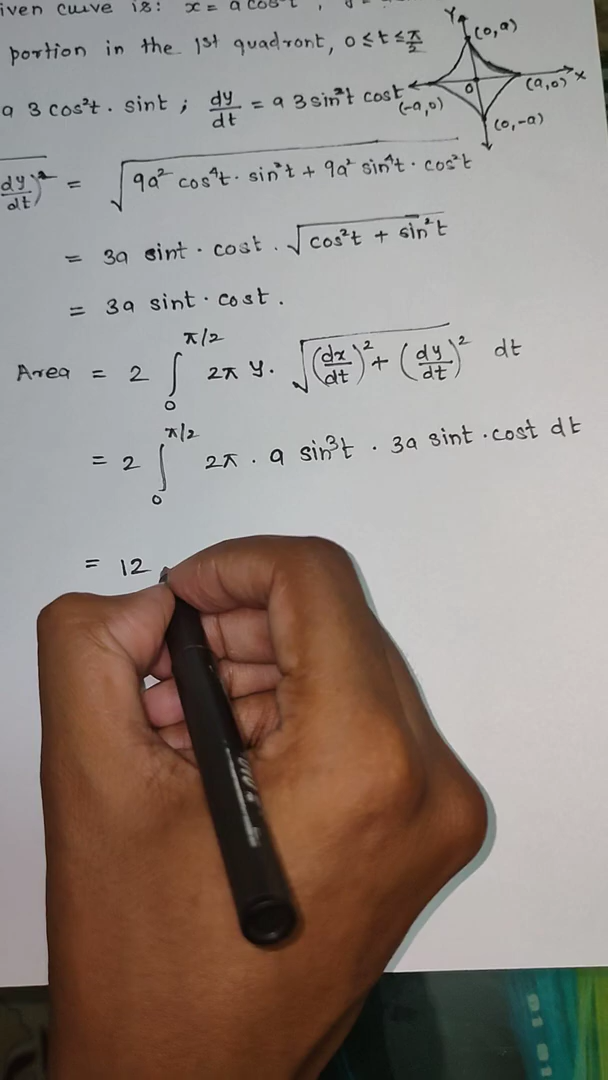 iven curve is: x = a cos³t,
portion in the 1st quadront, 0 ≤ t ≤ π/2
Y (0, a)
0 (a, 0) X
(-a, 0)
(0, -a)
a 3 cos²t . sint ; dy/dt = a 3 sin²t cost
dy/dt)² = √(9a² cos⁴t · sin²t + 9a² sin⁴t · cos²t)
= 3a sint · cost . √(cos²t + sin²t)
= 3a sint · cost .
Area = 2 ∫₀^(π/2) 2π y · √((dx/dt)² + (dy/dt)²) dt
= 2 ∫₀^(π/2) 2π . a sin³t · 3a sint · cost dt
= 12